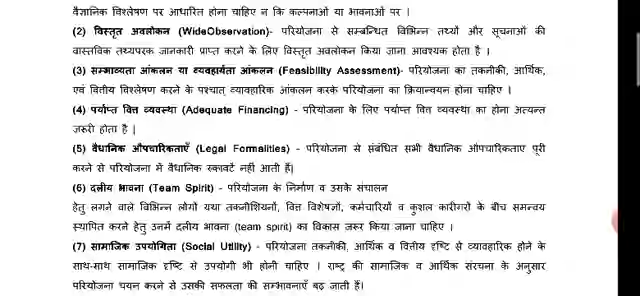 वैज्ञानिक विश्लेषण पर आधारित होना चाहिए न कि कल्पनाओं या भावनाओं पर ।
(2) विस्तृत अवलोकन (WideObservation)- परियोजना से सम्बन्धित विभिन्न तथ्यों और सूचनाओं की
वास्तविक तथ्यपरक जानकारी प्राप्त करने के लिए विस्तृत अवलोकन किया जाना आवश्यक होता है ।
(3) सम्भाव्यता आंकलन या व्यवहार्यता आंकलन (Feasibility Assessment)- परियोजना का तकनीकी, आर्थिक,
एवं वित्तीय विश्लेषण करने के पश्चात् व्यावहारिक आंकलन करके परियोजना का क्रियान्वयन होना चाहिए ।
(4) पर्याप्त वित्त व्यवस्था (Adequate Financing) - परियोजना के लिए पर्याप्त वित्त व्यवस्था का होना अत्यन्त
जरुरी होता है |
(5) वैधानिक औपचारिकताएँ (Legal Formalities) - परियोजना से संबंधित सभी वैधानिक औपचारिकताए पूरी
करने से परियोजना में वैधानिक रुकावटें नहीं आती हैं|
(6) दलीय भावना (Team Spirit) - परियोजना के निर्माण व उसके संचालन
हेतु लगने वाले विभिन्न लोगों यथा तकनीशियनों, वित्त विशेषज्ञों, कर्मचारियों व कुशल कारीगरों के बीच समन्वय
स्थापित करने हेतु उनमें दलीय भावना (team spirit) का विकास जरूर किया जाना चाहिए ।
(7) सामाजिक उपयोगिता (Social Utility) - परियोजना तकनीकी, आर्थिक व वित्तीय दृष्टि से व्यावहारिक होने के
साथ-साथ सामाजिक दृष्टि से उपयोगी भी होनी चाहिए । राष्ट्र की सामाजिक व आर्थिक संरचना के अनुसार
परियोजना चयन करने से उसकी सफलता की सम्भावनाएँ बढ़ जाती हैं।